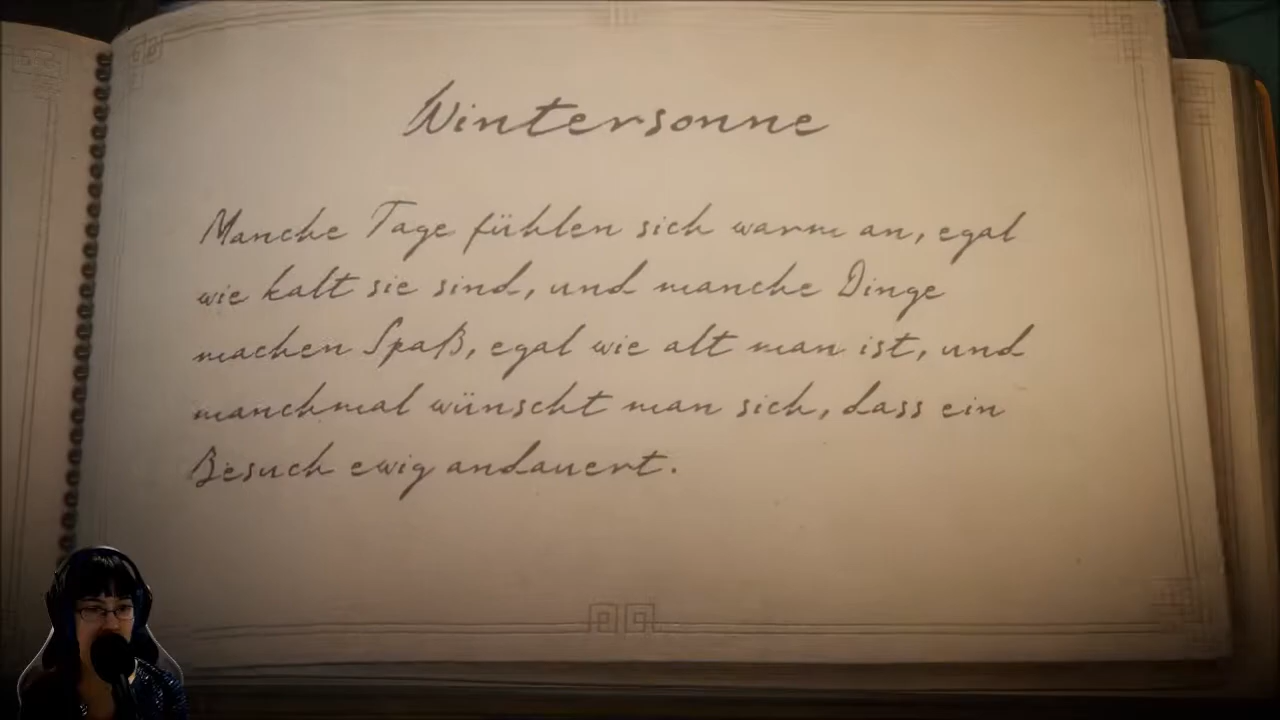 Wintersonne
Manche Tage fühlen sich warm an, egal
wie kalt sie sind, und manche Dinge
machen Spaß, egal wie alt man ist, und
manchmal wünscht man sich, dass ein
Besuch ewig andauert.